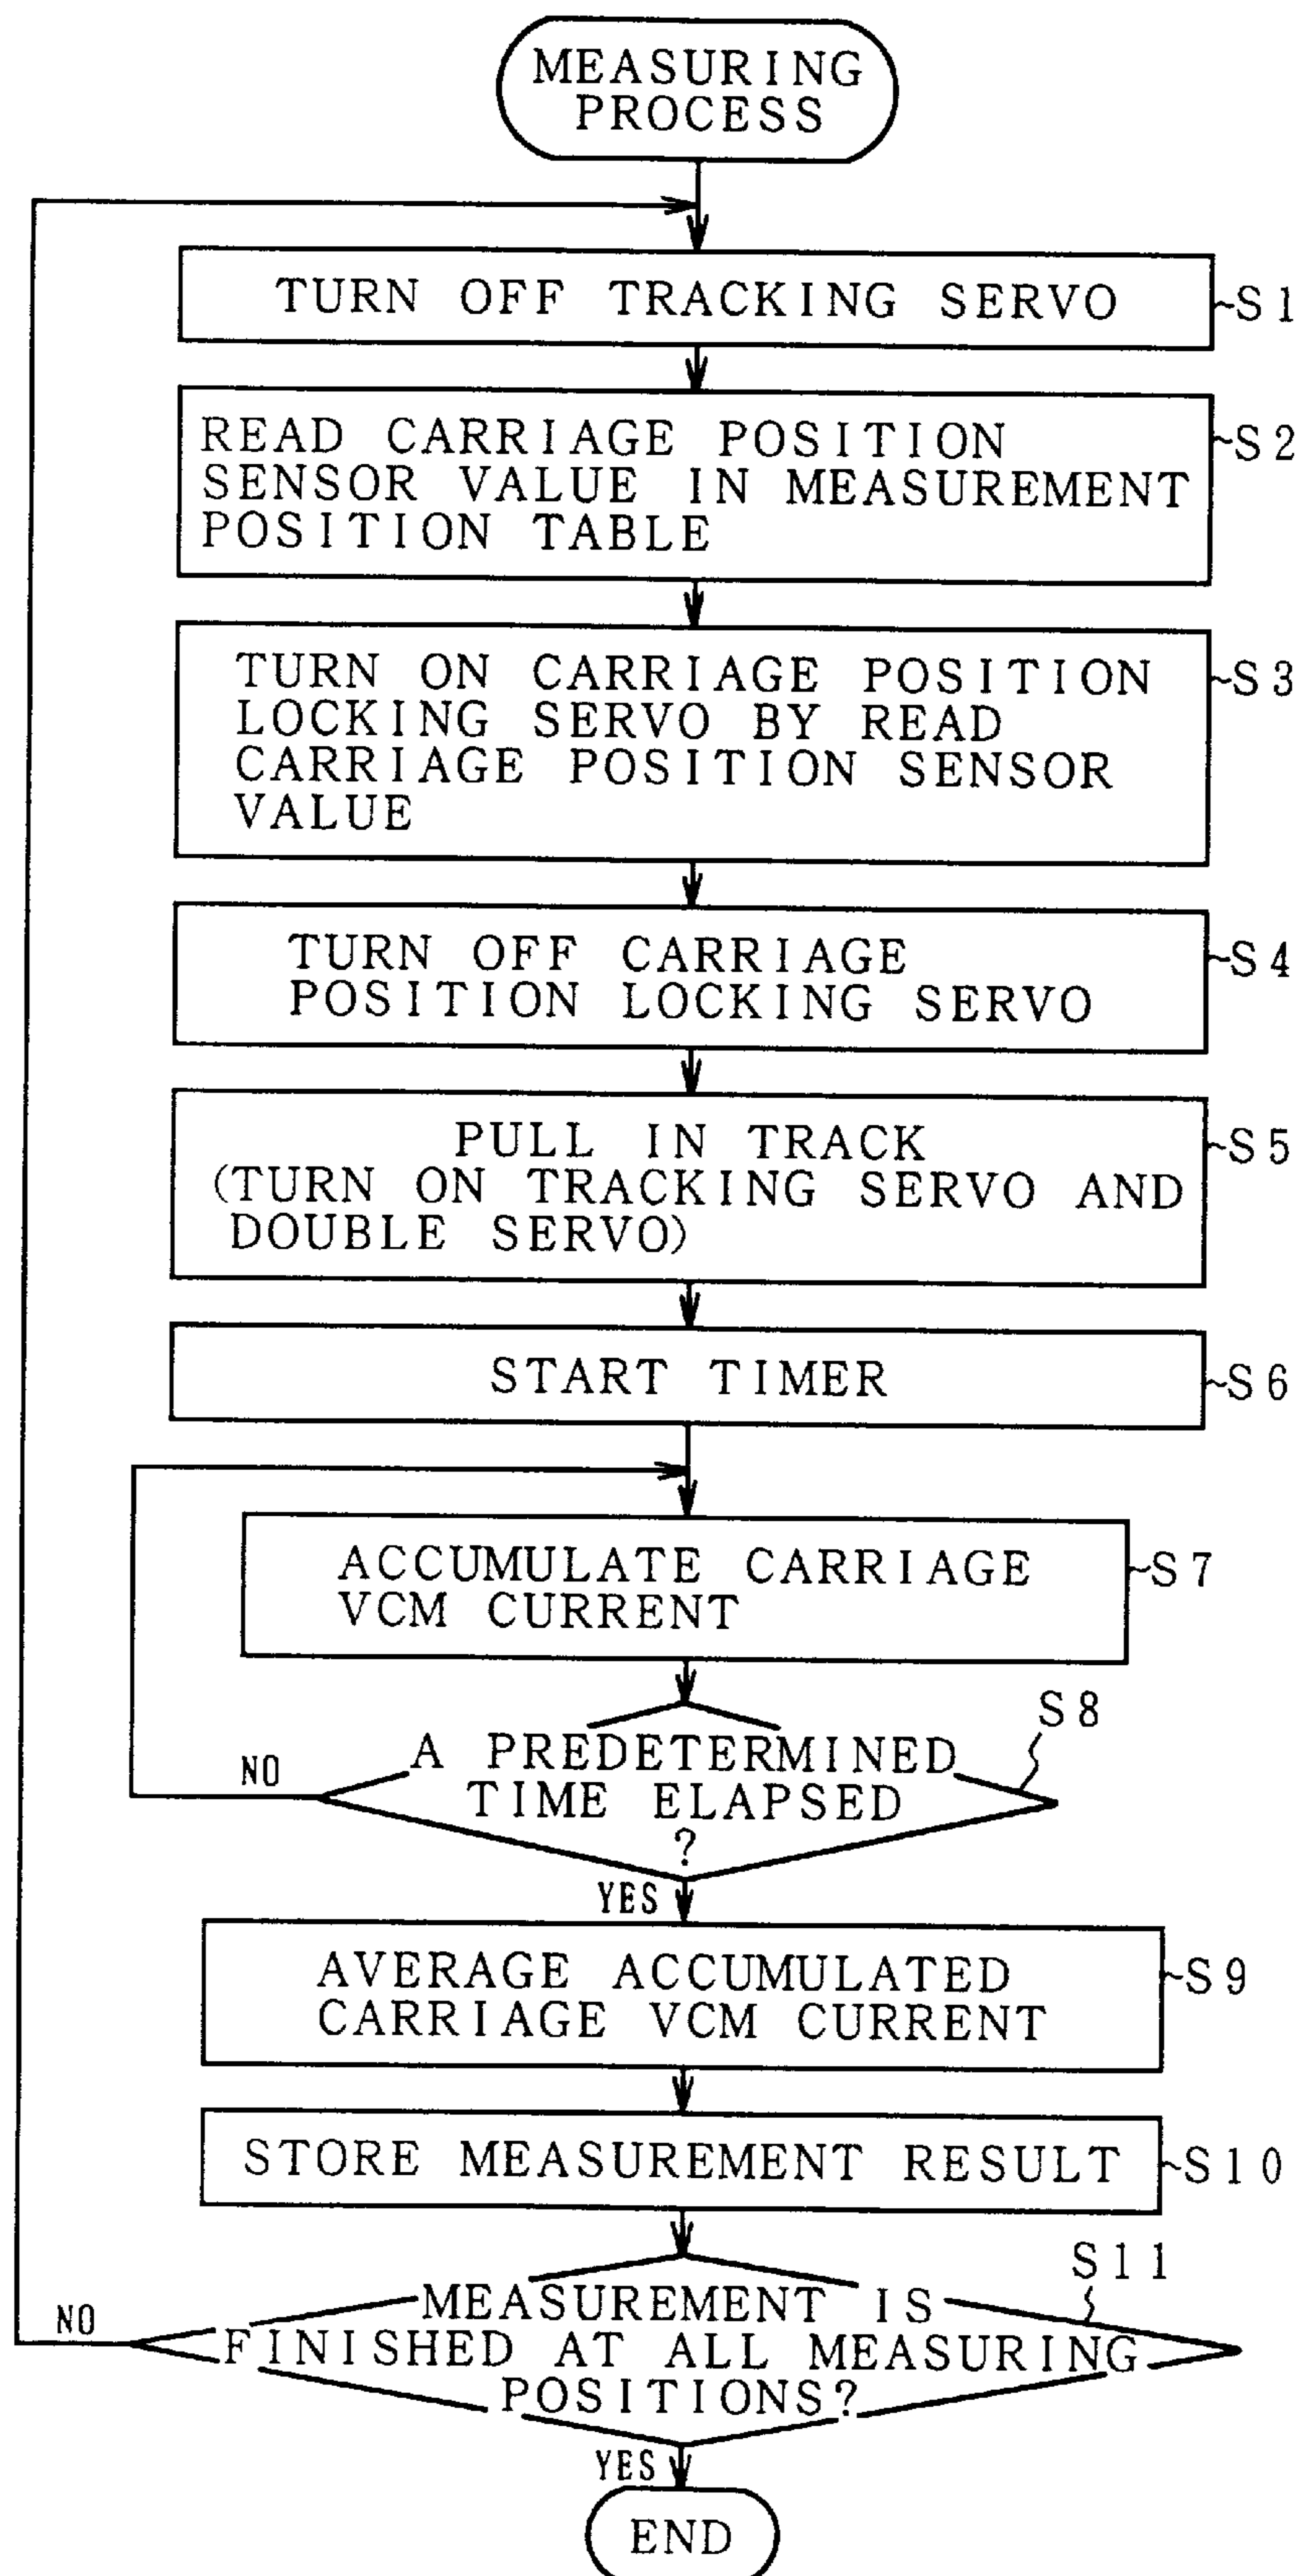 MEASURING
PROCESS
TURN OFF TRACKING SERVO
S1
READ CARRIAGE POSITION
SENSOR VALUE IN MEASUREMENT
POSITION TABLE
S2
TURN ON CARRIAGE POSITION
LOCKING SERVO BY READ
CARRIAGE POSITION SENSOR
VALUE
S3
TURN OFF CARRIAGE
POSITION LOCKING SERVO
S4
PULL IN TRACK
(TURN ON TRACKING SERVO AND
DOUBLE SERVO)
S5
START TIMER
S6
ACCUMULATE CARRIAGE
VCM CURRENT
S7
S8
A PREDETERMINED
TIME ELAPSED
?
NO
YES
AVERAGE ACCUMULATED
CARRIAGE VCM CURRENT
S9
STORE MEASUREMENT RESULT
S10
S11
MEASUREMENT IS
FINISHED AT ALL MEASURING
POSITIONS?
NO
YES
END